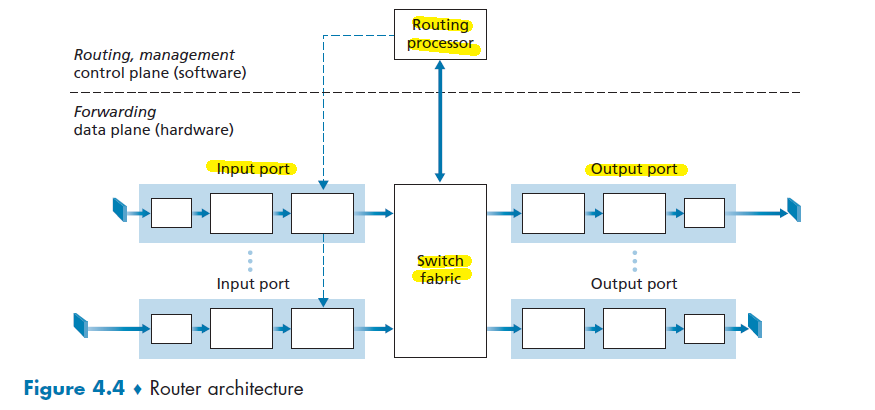 Routing
processor
Routing, management
control plane (software)
Forwarding
data plane (hardware)
Input port
Output port
Switch
fabric
Input port
Output port
Figure 4.4 ♦ Router architecture